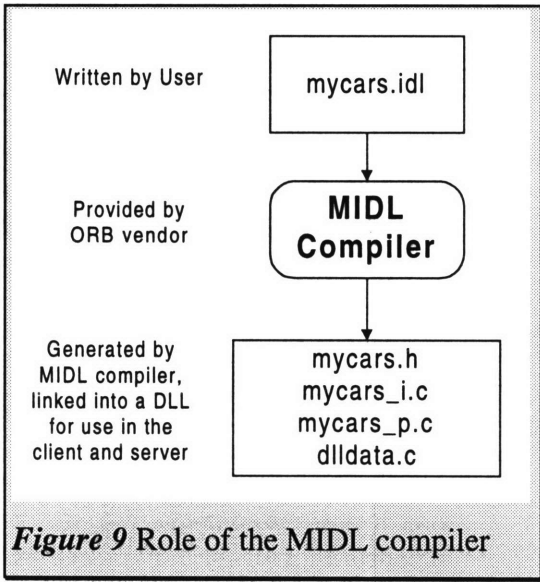 Written by User
mycars.idl
Provided by
ORB vendor
MIDL
Compiler
Generated by
MIDL compiler,
linked into a DLL
for use in the
client and server
mycars.h
mycars_i.c
mycars_p.c
dlldata.c
Figure 9 Role of the MIDL compiler